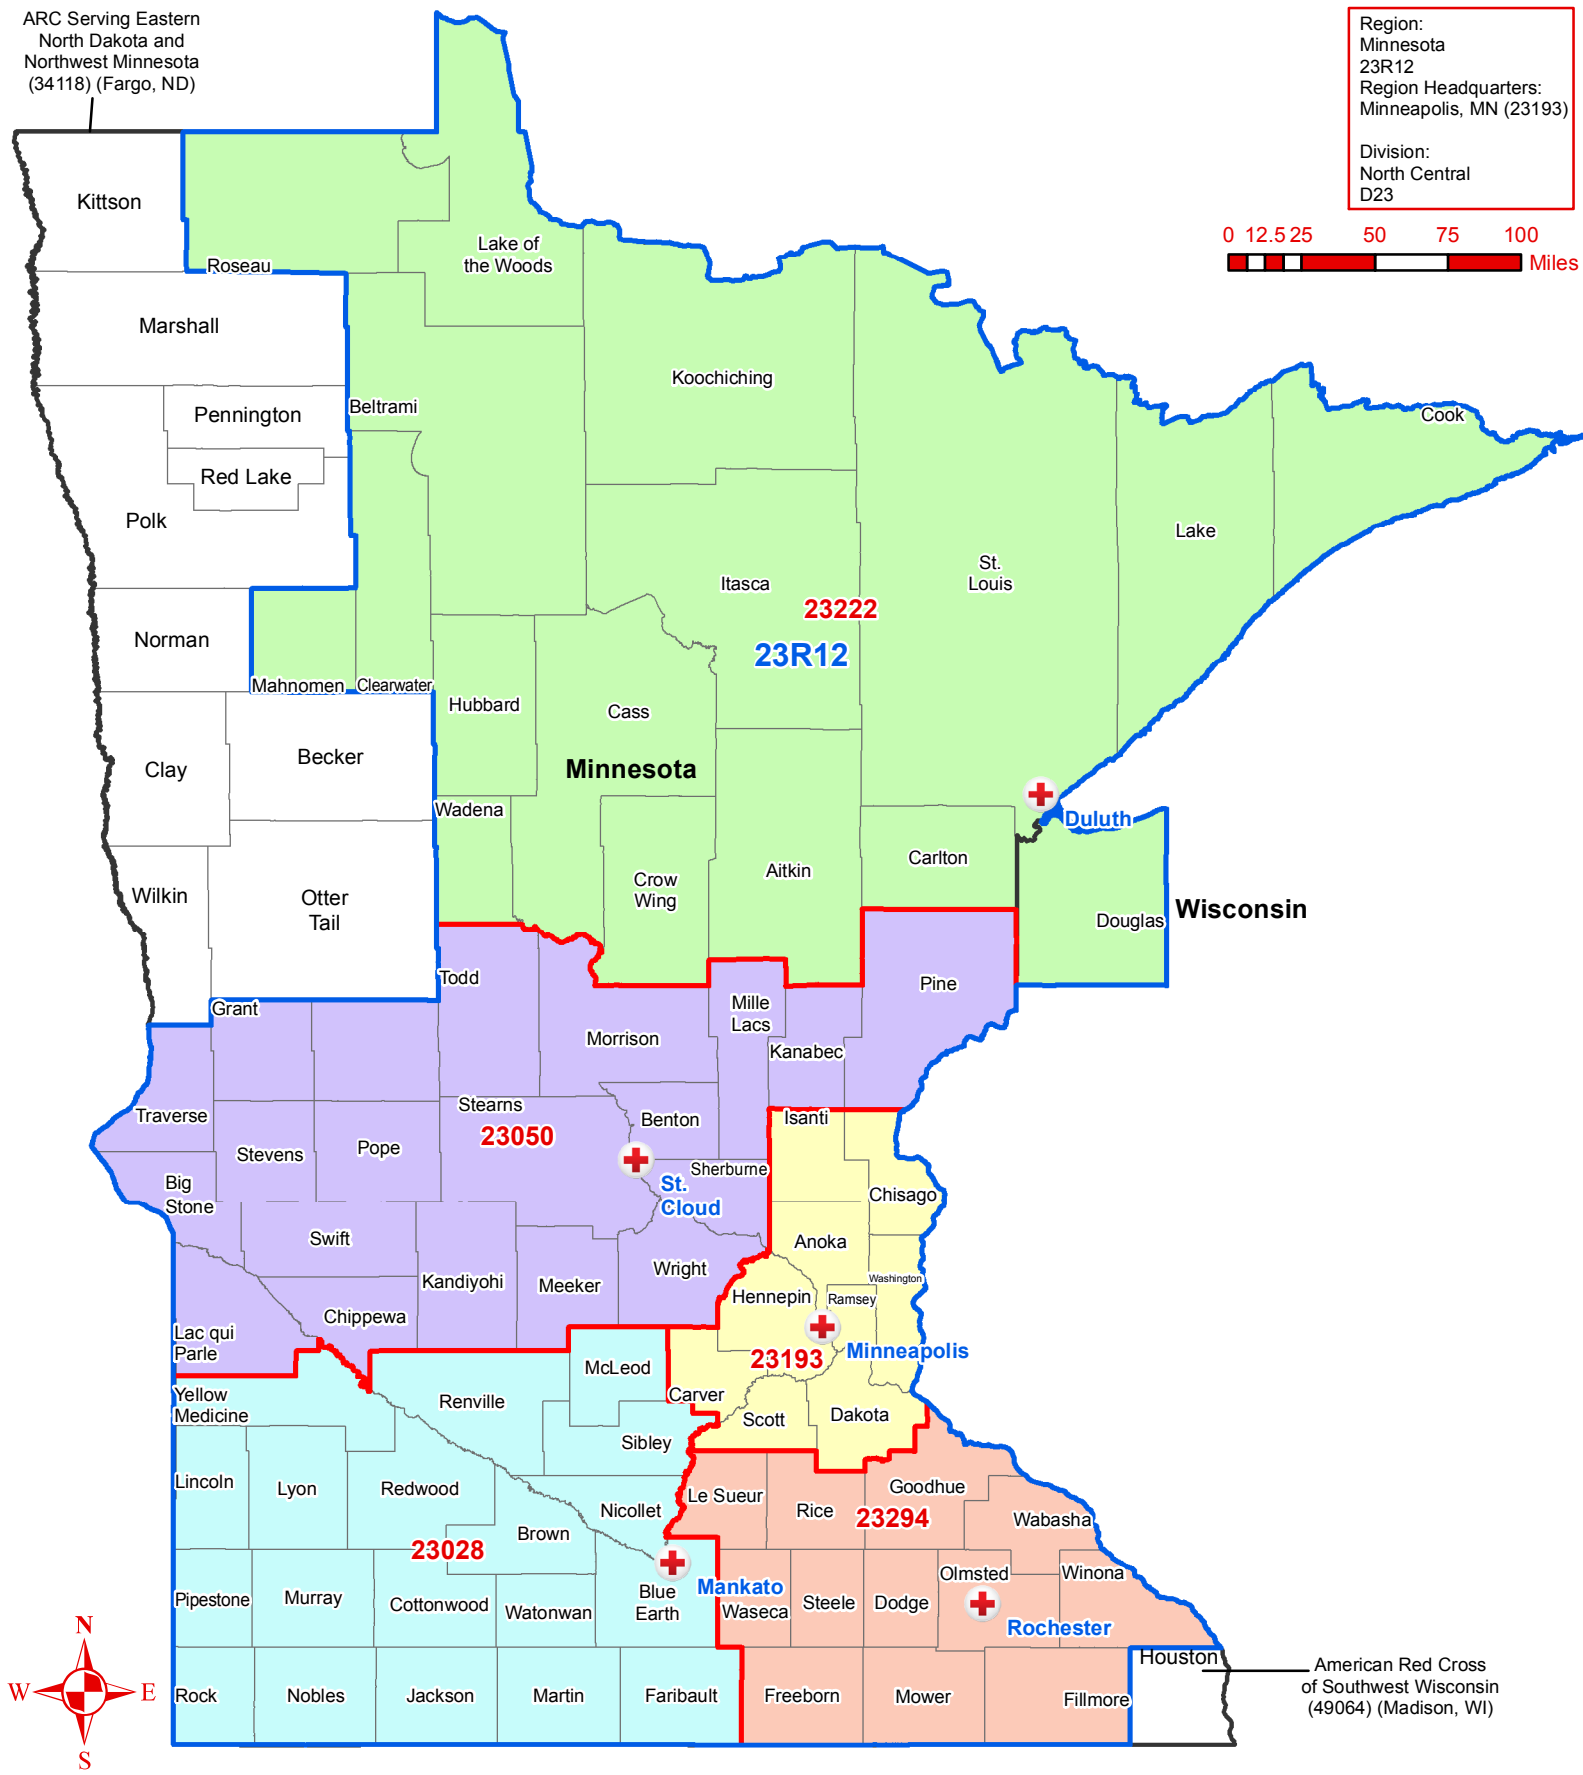 ARC Serving Eastern
North Dakota and
Northwest Minnesota
(34118) (Fargo, ND)
Region:
Minnesota
23R12
Region Headquarters:
Minneapolis, MN (23193)
Division:
North Central
D23
0 12.5 25 50 75 100
Miles
Kittson
Roseau
Lake of
the Woods
Marshall
Koochiching
Beltrami
Pennington
Cook
Red Lake
Polk
Lake
St.
Louis
Itasca
23222
23R12
Norman
Mahnomen
Clearwater
Hubbard
Cass
Becker
Clay
Minnesota
Wadena
Duluth
Carlton
Aitkin
Crow
Wing
Wilkin
Otter
Tail
Douglas
Wisconsin
Todd
Pine
Grant
Mille
Lacs
Morrison
Kanabec
Traverse
Stearns
23050
Benton
Isanti
Pope
Stevens
Sherburne
Big
Stone
St.
Cloud
Chisago
Swift
Anoka
Kandiyohi
Meeker
Wright
Washington
Hennepin
Ramsey
Chippewa
Lac qui
Parle
Minneapolis
23193
McLeod
Yellow
Medicine
Renville
Carver
Scott
Dakota
Sibley
Lincoln
Lyon
Redwood
Le Sueur
Goodhue
Nicollet
Rice
23294
Wabasha
Brown
23028
Olmsted
Winona
Mankato
Blue
Earth
Pipestone
Murray
Cottonwood
Watonwan
Waseca
Steele
Dodge
Rochester
N
W
E
S
Houston
American Red Cross
of Southwest Wisconsin
(49064) (Madison, WI)
Rock
Nobles
Jackson
Martin
Faribault
Freeborn
Mower
Fillmore